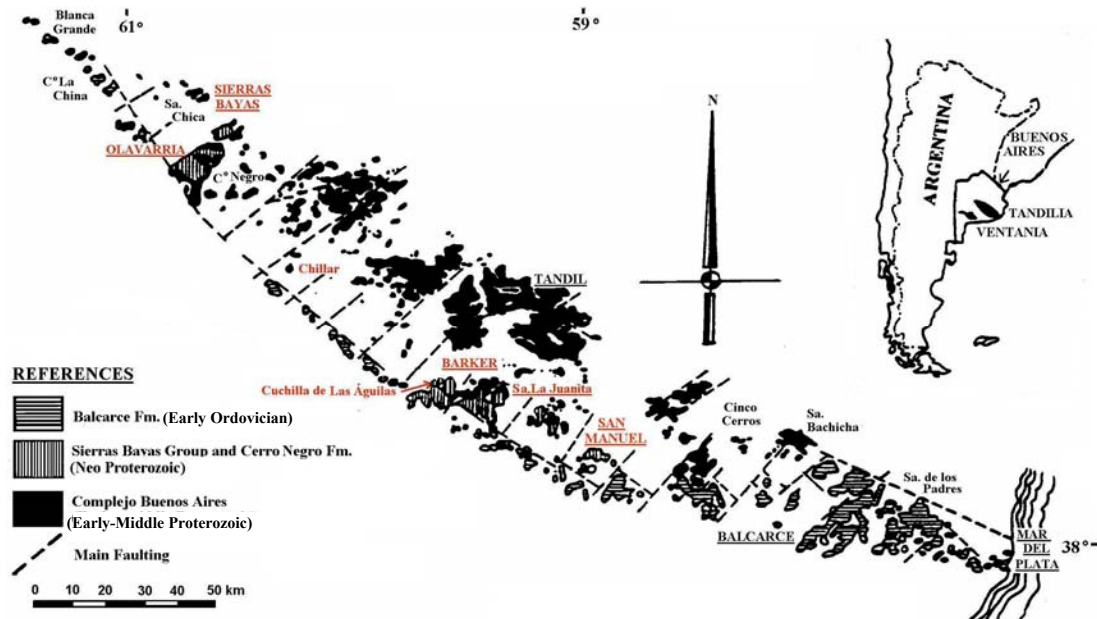 Blanca
Grande
61°
59°
C° La
China
Sa.
Chica
SIERRAS
BAYAS
OLAVARRIA
C° Negro
N
ARGENTINA
BUENOS
AIRES
TANDILIA
VENTANIA
Chillar
TANDIL
BARKER
Cuchilla de Las Águilas
Sa. La Juanita
SAN
MANUEL
Cinco
Cerros
Sa.
Bachicha
Sa. de los
Padres
BALCARCE
MAR
DEL
PLATA
38°
REFERENCES
Balcarce Fm. (Early Ordovician)
Sierras Bayas Group and Cerro Negro Fm.
(Neo Proterozoic)
Complejo Buenos Aires
(Early-Middle Proterozoic)
Main Faulting
0 10 20 30 40 50 km